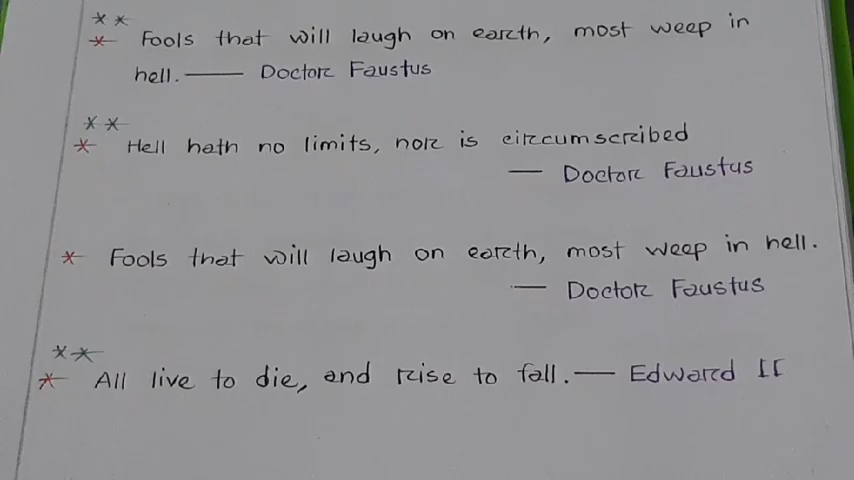 ** 
* Fools that will laugh on earth, most weep in
hell. — Doctor Faustus
**
* Hell hath no limits, nor is circumscribed
— Doctor Faustus
* Fools that will laugh on earth, most weep in hell.
— Doctor Faustus
**
* All live to die, and rise to fall. — Edward II